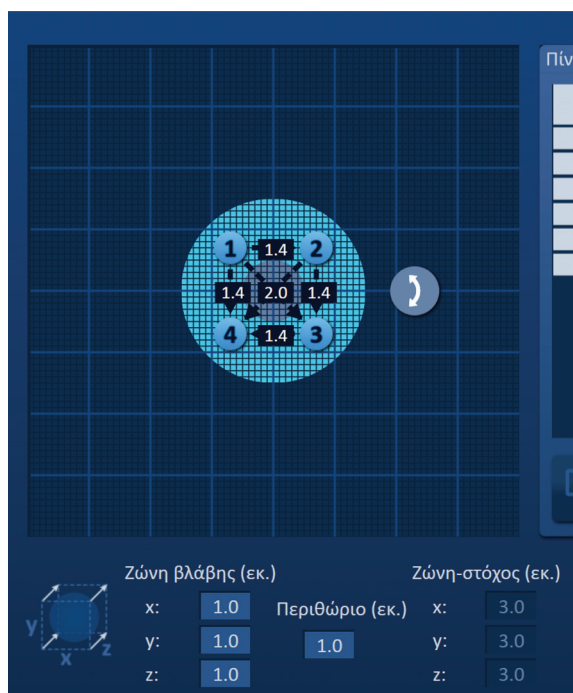 Πίν
1 1.4 2
1.4 2.0 1.4
4 1.4 3
Ζώνη βλάβης (εκ.) Ζώνη-στόχος (εκ.)
x: 1.0 Περιθώριο (εκ.) x: 3.0
y: 1.0 1.0 y: 3.0
z: 1.0 z: 3.0
y x z